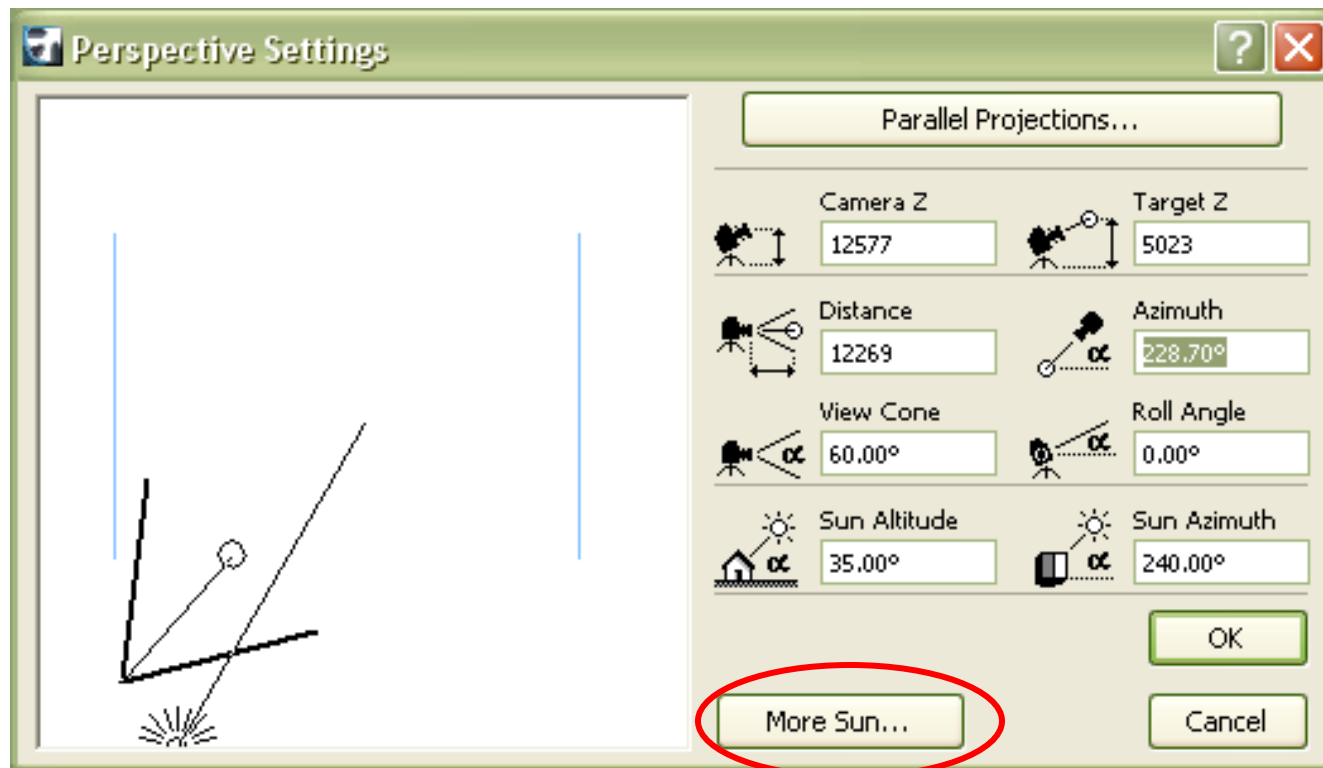 Perspective Settings
Parallel Projections...
Camera Z
Target Z
12577
5023
Distance
Azimuth
12269
α
228.70°
View Cone
Roll Angle
α
60.00°
α
0.00°
Sun Altitude
Sun Azimuth
α
35.00°
α
240.00°
OK
More Sun...
Cancel